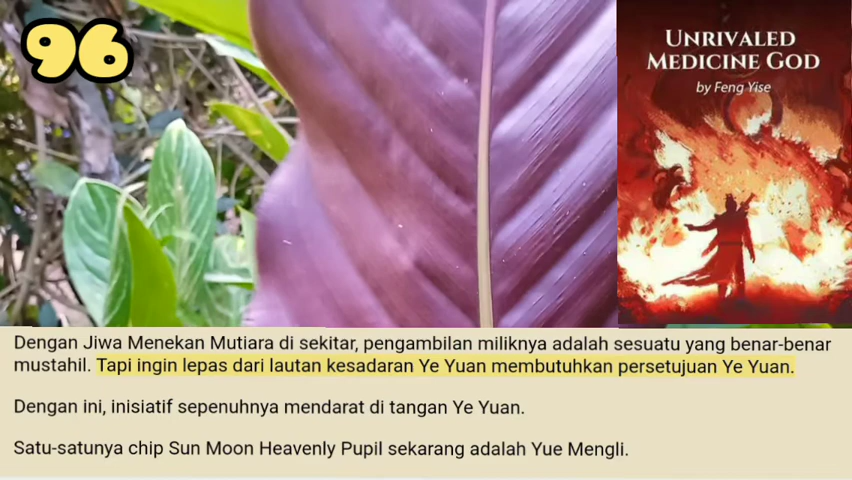 96
UNRIVALED
MEDICINE GOD
by Feng Yise
Dengan Jiwa Menekan Mutiara di sekitar, pengambilan miliknya adalah sesuatu yang benar-benar
mustahil. Tapi ingin lepas dari lautan kesadaran Ye Yuan membutuhkan persetujuan Ye Yuan.
Dengan ini, inisiatif sepenuhnya mendarat di tangan Ye Yuan.
Satu-satunya chip Sun Moon Heavenly Pupil sekarang adalah Yue Mengli.